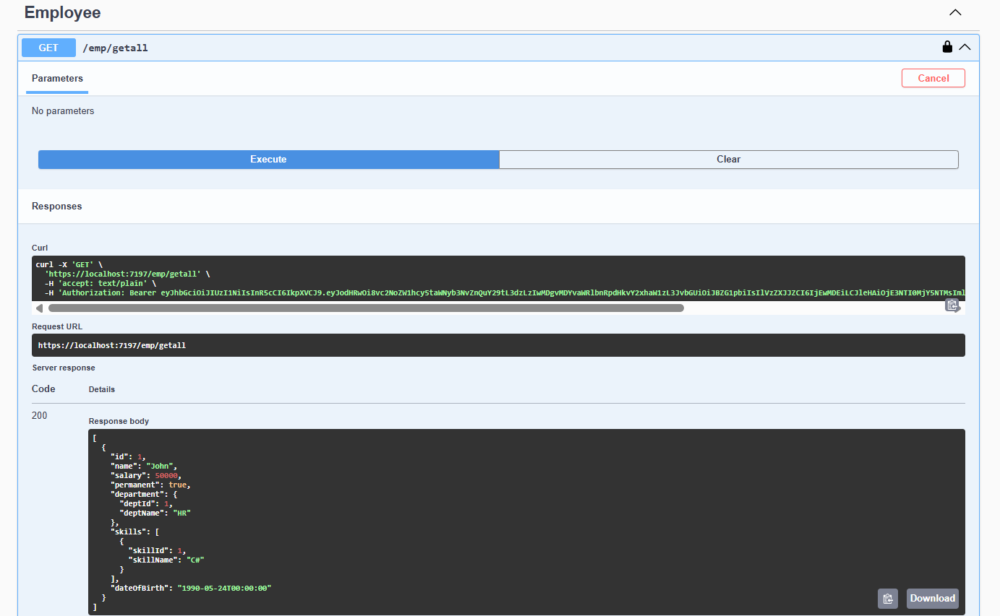 Employee
GET /emp/getall
Parameters
Cancel
No parameters
Execute
Clear
Responses
Curl
curl -X 'GET' \
'https://localhost:7197/emp/getall' \
-H 'accept: text/plain' \
-H 'Authorization: Bearer
Request URL
https://localhost:7197/emp/getall
Server response
Code Details
200
Response body
[
{
"id": 1,
"name": "John",
"salary": 50000,
"permanent": true,
"department": {
"deptId": 1,
"deptName": "HR"
},
"skills": [
{
"skillId": 1,
"skillName": "C#"
}
],
"dateOfBirth": "1990-05-24T00:00:00"
}
]
Download